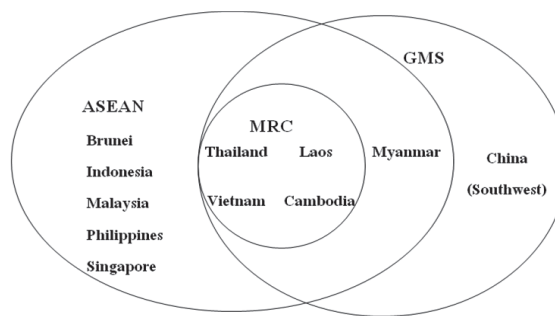 GMS
ASEAN
MRC
Brunei
Thailand Laos Myanmar China
Indonesia
(Southwest)
Malaysia
Vietnam Cambodia
Philippines
Singapore